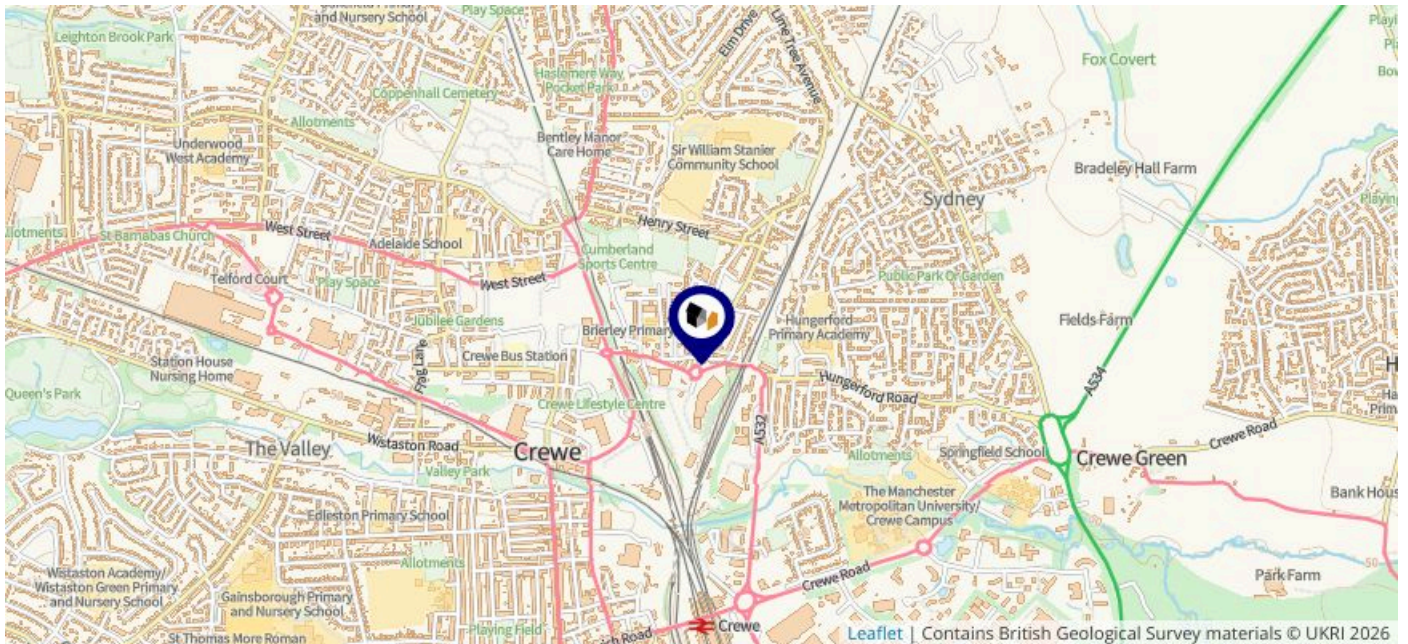 and Nursery School
Play Space
Leighton Brook Park
Elm Drive
Lime Tree Avenue
Fox Covert
Haslemere Way
Pocket Park
Coppenhall Cemetery
Allotments
Bentley Manor
Care Home
Underwood
West Academy
Sir William Stanier
Community School
Bradeley Hall Farm
Sydney
St Barnabas Church
West Street
Adelaide School
Henry Street
Cumberland
Sports Centre
Telford Court
Play Space
West Street
Public Park Or Garden
Jubilee Gardens
Brierley Primary
Hungerford
Primary Academy
Fields Farm
Crewe Bus Station
Station House
Nursing Home
Queen's Park
Hungerford Road
A534
Crewe Lifestyle Centre
A532
The Valley
Wistaston Road
Crewe
Valley Park
Allotments
Springfield School
Crewe Road
Crewe Green
The Manchester
Metropolitan University/
Crewe Campus
Edleston Primary School
Allotments
Wistaston Academy/
Wistaston Green Primary
and Nursery School
Gainsborough Primary
and Nursery School
Crewe Road
Park Farm
50
Playing Field
St Thomas More Roman
Crewe
Leaflet | Contains British Geological Survey materials © UKRI 2026